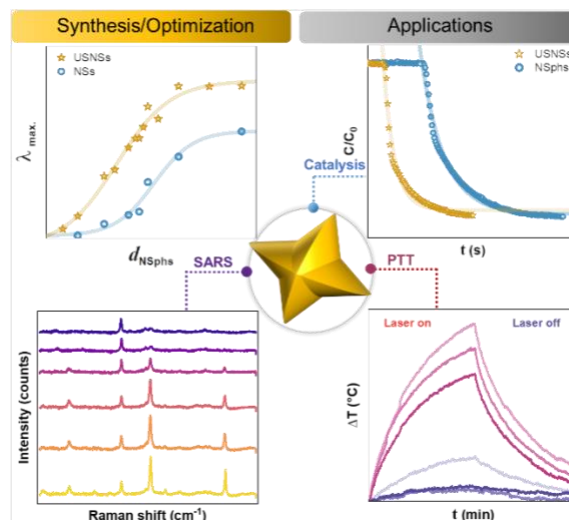 Synthesis/Optimization
Applications
USNSs
NSs
λ max.
d NSphs
USNSs
NSphs
C/C0
t (s)
Catalysis
SARS
PTT
Intensity (counts)
Raman shift (cm-1)
Laser on
Laser off
ΔT (°C)
t (min)